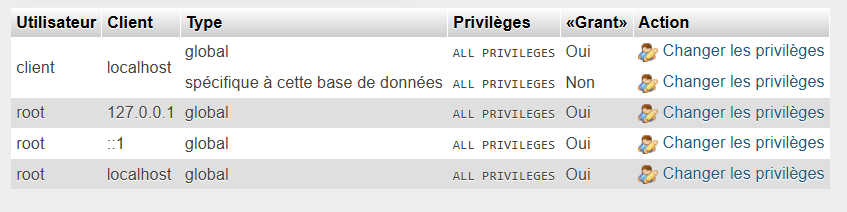 Utilisateur Client Type Privilèges «Grant» Action
client localhost global ALL PRIVILEGES Oui Changer les privilèges
spécifique à cette base de données ALL PRIVILEGES Non Changer les privilèges
root 127.0.0.1 global ALL PRIVILEGES Oui Changer les privilèges
root ::1 global ALL PRIVILEGES Oui Changer les privilèges
root localhost global ALL PRIVILEGES Oui Changer les privilèges